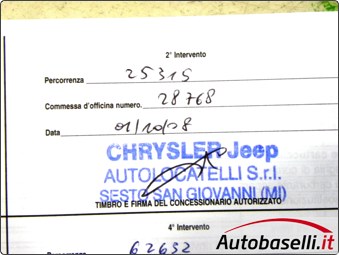 2° Intervento
Percorrenza 25315
Commessa d'officina numero. 28768
Data 01/10/08
CHRYSLER Jeep
AUTOLOCATELLI S.r.l.
SESTO SAN GIOVANNI (MI)
TIMBRO E FIRMA DEL CONCESSIONARIO AUTORIZZATO
4° Intervento
Percorrenza 62632
Autobaselli.it